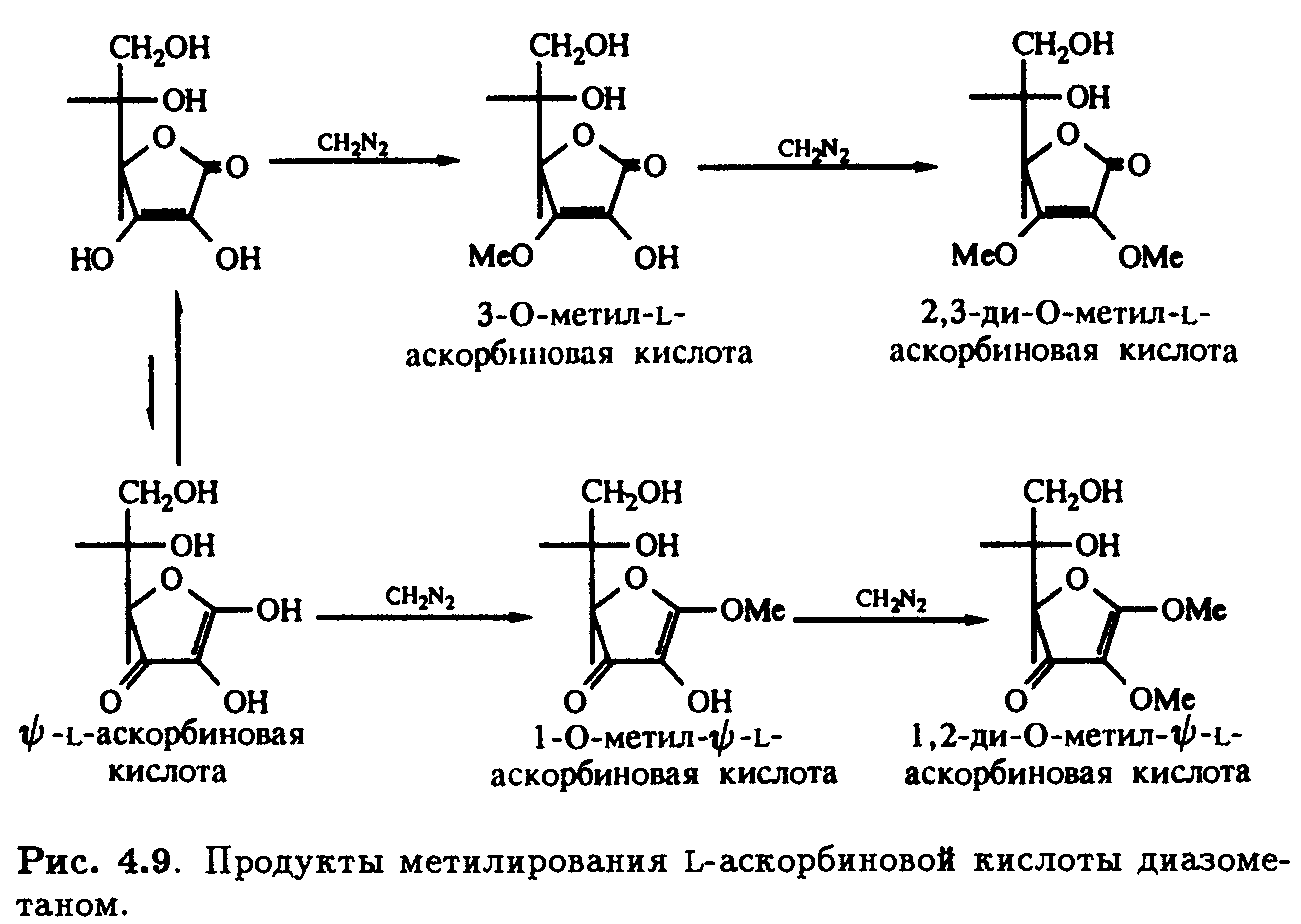 CH₂OH CH₂OH CH₂OH
OH OH OH
O CH₂N₂ O CH₂N₂ O
O O O
HO OH MeO OH MeO OMe
3-О-метил-L- 2,3-ди-О-метил-L-
аскорбиновая кислота аскорбиновая кислота
CH₂OH CH₂OH CH₂OH
OH OH OH
O CH₂N₂ O CH₂N₂ O
OH OMe OMe
O OH O OH O OMe
ψ-L-аскорбиновая 1-О-метил-ψ-L- 1,2-ди-О-метил-ψ-L-
кислота аскорбиновая кислота аскорбиновая кислота
Рис. 4.9. Продукты метилирования L-аскорбиновой кислоты диазоме-
таном.